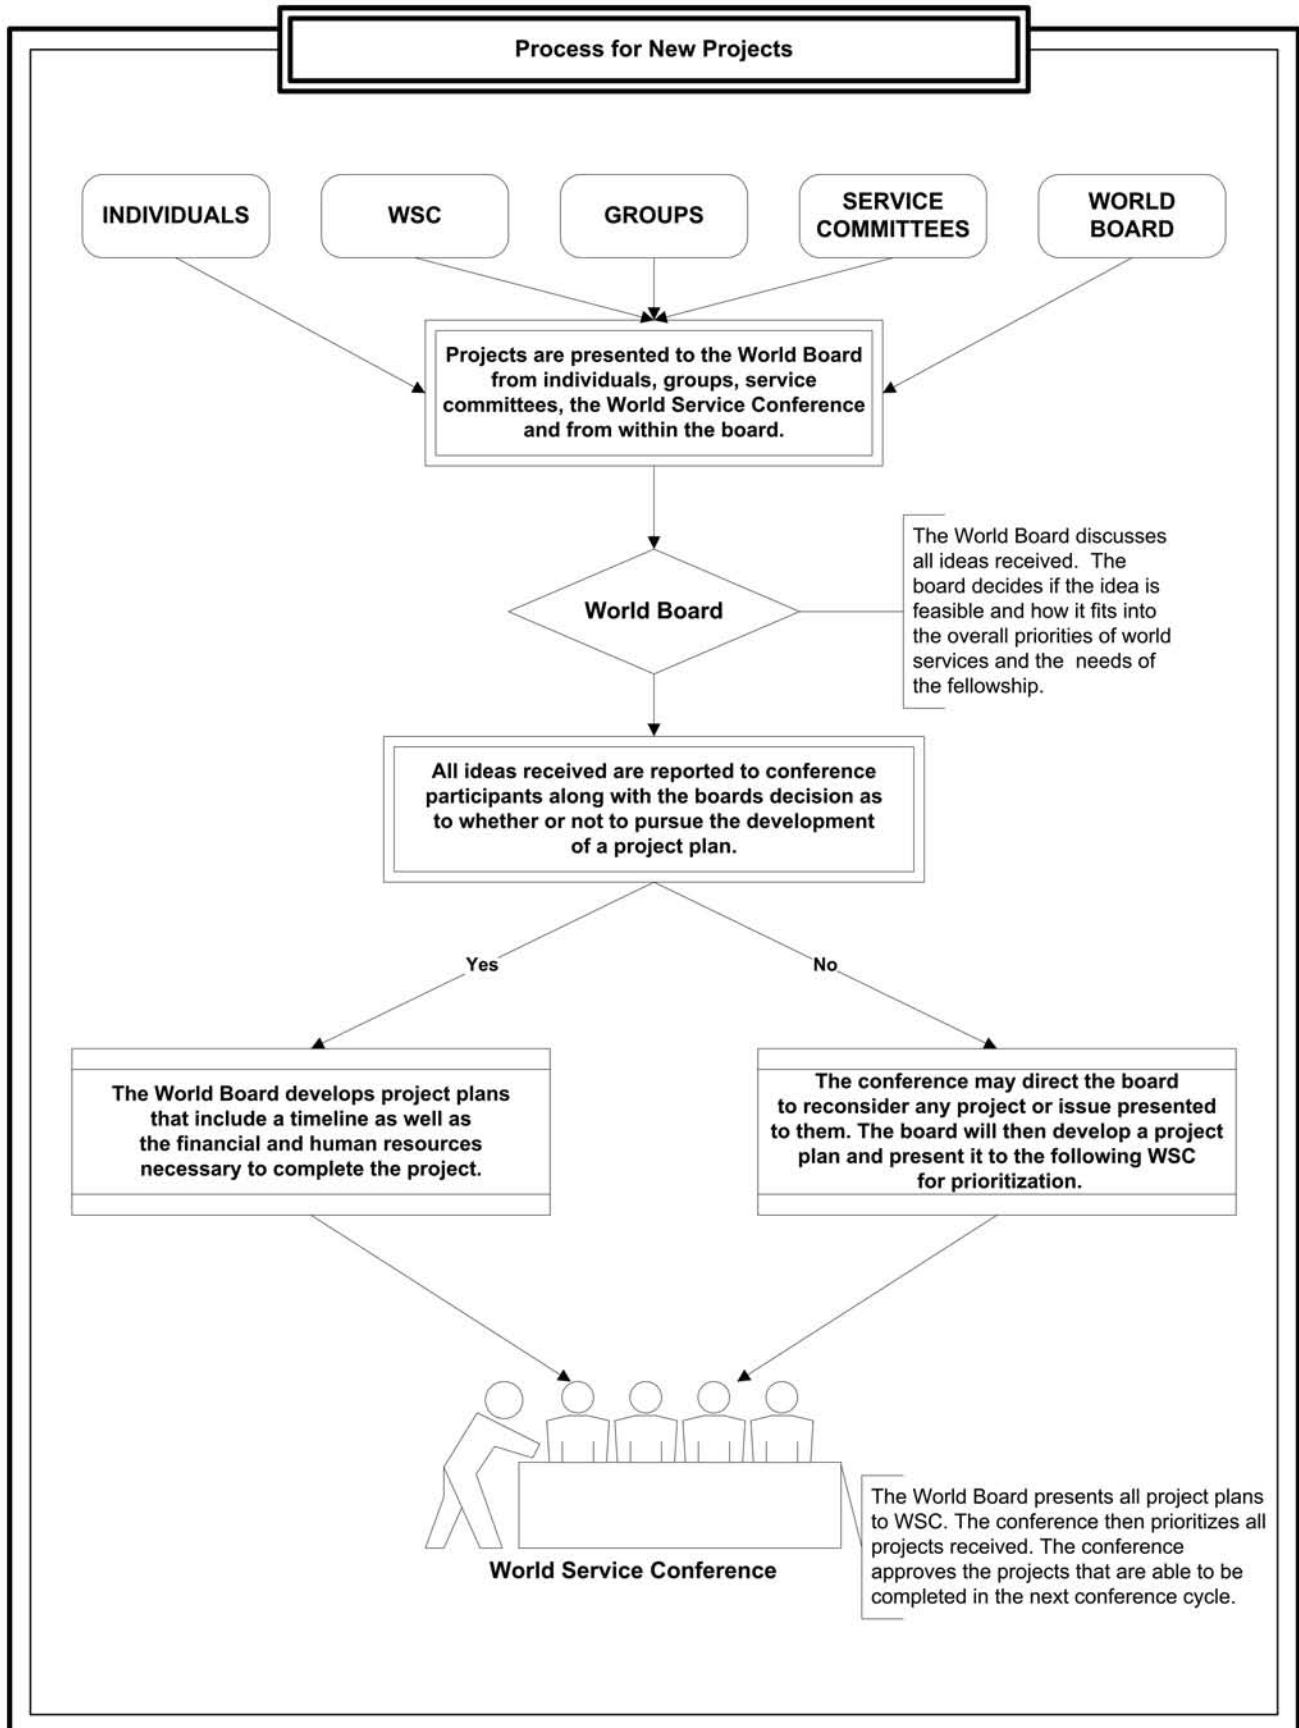 Process for New Projects
INDIVIDUALS
WSC
GROUPS
SERVICE
COMMITTEES
WORLD
BOARD
Projects are presented to the World Board
from individuals, groups, service
committees, the World Service Conference
and from within the board.
World Board
The World Board discusses
all ideas received. The
board decides if the idea is
feasible and how it fits into
the overall priorities of world
services and the needs of
the fellowship.
All ideas received are reported to conference
participants along with the boards decision as
to whether or not to pursue the development
of a project plan.
Yes
No
The World Board develops project plans
that include a timeline as well as
the financial and human resources
necessary to complete the project.
The conference may direct the board
to reconsider any project or issue presented
to them. The board will then develop a project
plan and present it to the following WSC
for prioritization.
World Service Conference
The World Board presents all project plans
to WSC. The conference then prioritizes all
projects received. The conference
approves the projects that are able to be
completed in the next conference cycle.